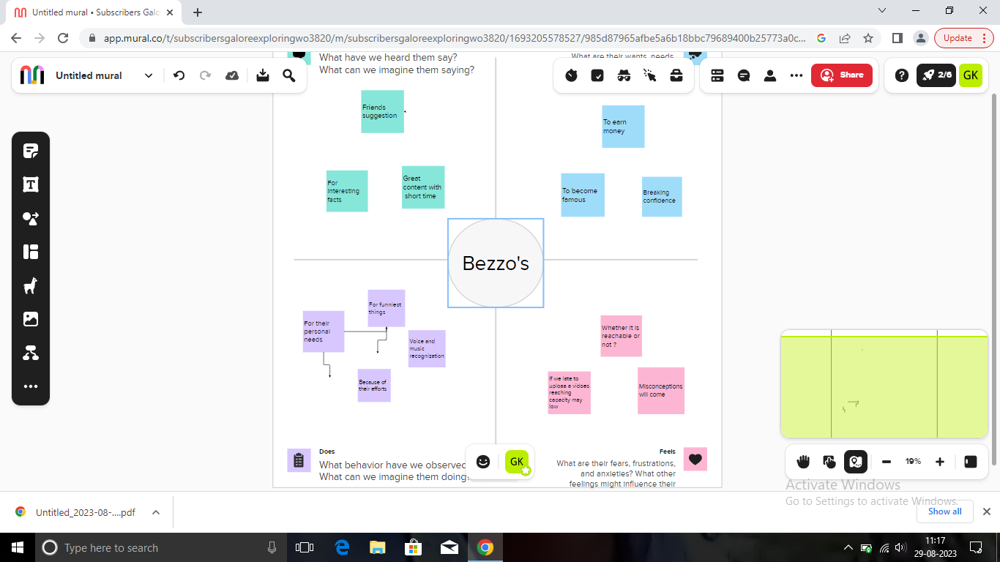 Untitled mural • Subscribers Galo
app.mural.co/t/subscribersgaloreexploringwo3820/m/subscribersgaloreexploringwo3820/1693205578527/985d87965afbe5a6b18bbc79689400b25773a0c...
Update
What have we heard them say?
What can we imagine them saying?
What are their wants, needs,
Untitled mural
Share
2/6
GK
Friends
suggestion
To earn
money
For
interesting
facts
Great
content with
short time
To become
famous
Breaking
confidence
Bezzo's
For funniest
things
For their
personal
needs
Voice and
music
recognization
Because of
their efforts
Whether it is
reachable or
not ?
If we late to
uploaa a vidoes
reaching
capacity may
low
Misconceptions
will come
Does
What behavior have we observed
What can we imagine them doing?
GK
Feels
What are their fears, frustrations,
and anxieties? What other
feelings might influence their
19%
Activate Windows
Go to Settings to activate Windows.
Untitled_2023-08-....pdf
Show all
Type here to search
11:17
29-08-2023